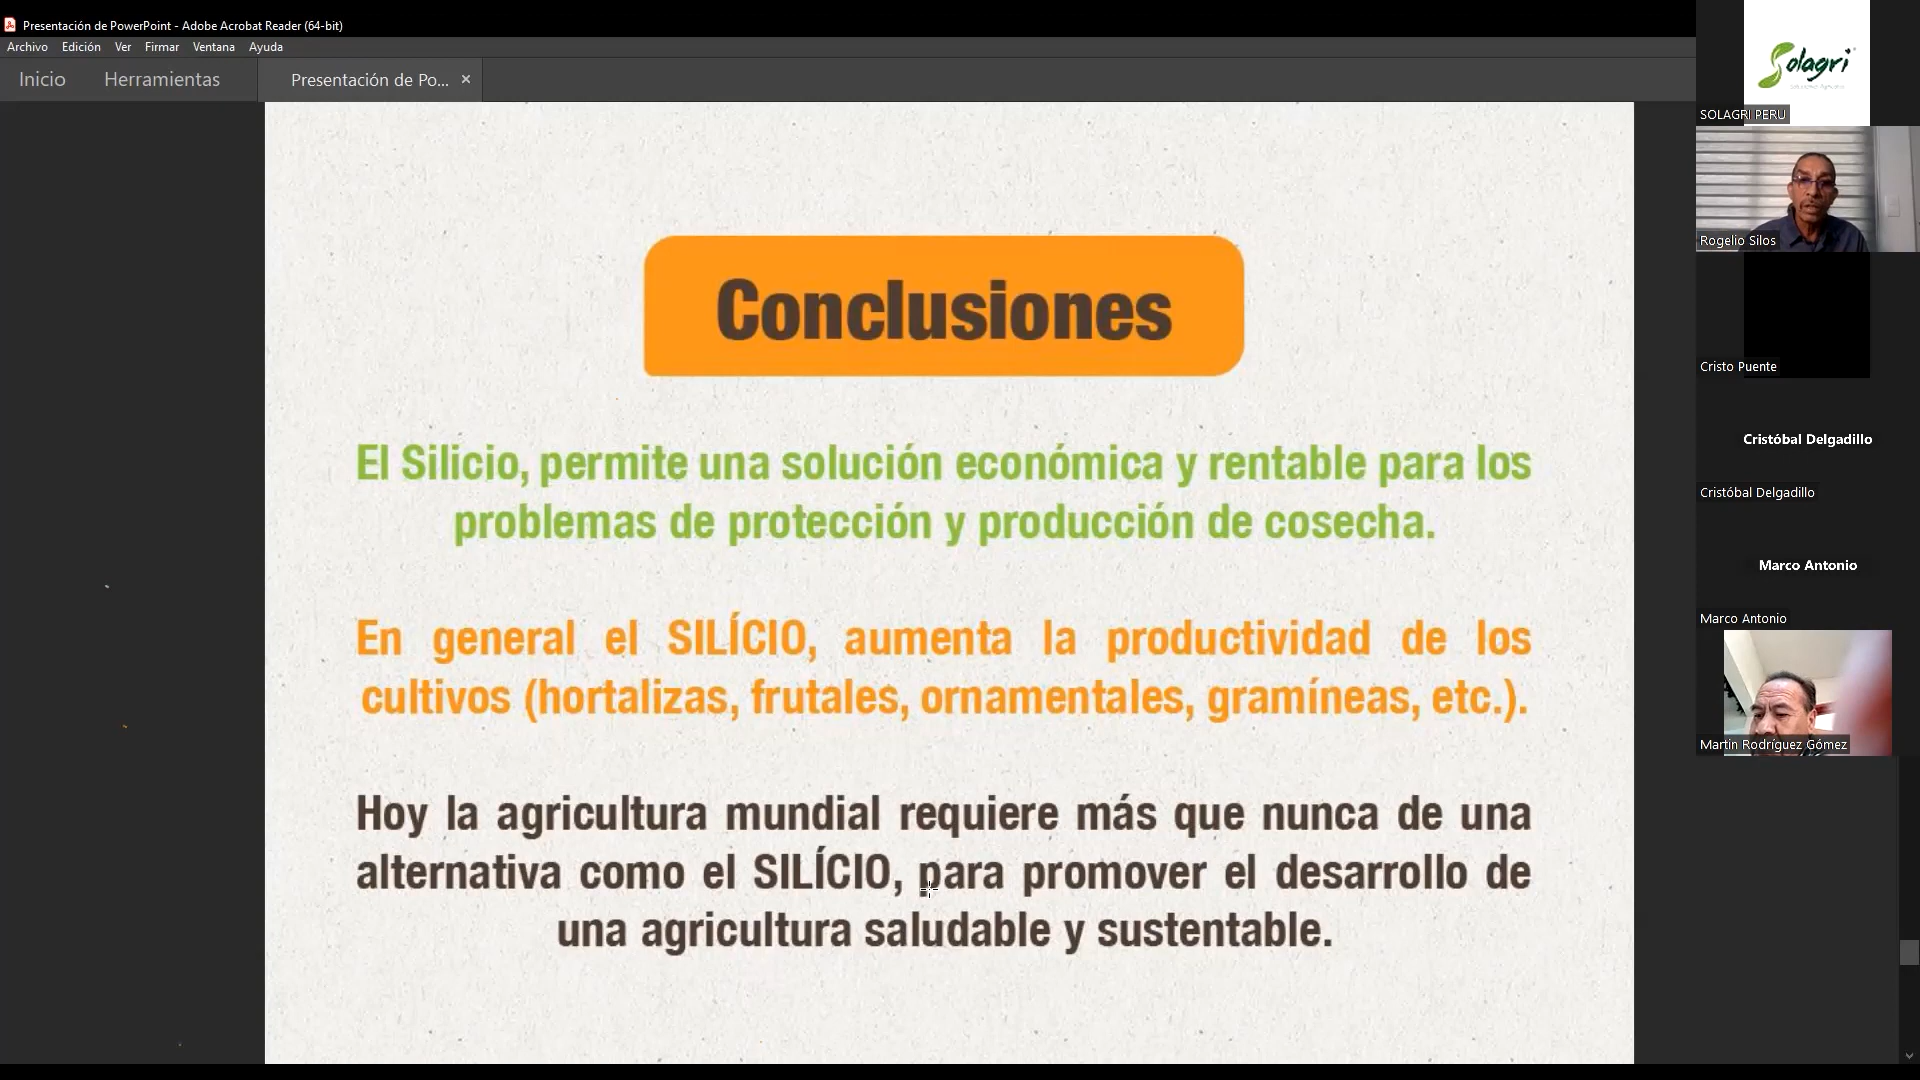 Presentación de PowerPoint - Adobe Acrobat Reader (64-bit)
Archivo Edición Ver Firmar Ventana Ayuda
Inicio Herramientas Presentación de Po... ×
Conclusiones
El Silicio, permite una solución económica y rentable para los
problemas de protección y producción de cosecha.
En general el SILÍCIO, aumenta la productividad de los
cultivos (hortalizas, frutales, ornamentales, gramíneas, etc.).
Hoy la agricultura mundial requiere más que nunca de una
alternativa como el SILÍCIO, para promover el desarrollo de
una agricultura saludable y sustentable.
Solagri
SOLAGRI PERU
Rogelio Silos
Cristo Puente
Cristóbal Delgadillo
Cristóbal Delgadillo
Marco Antonio
Marco Antonio
Martin Rodríguez Gómez